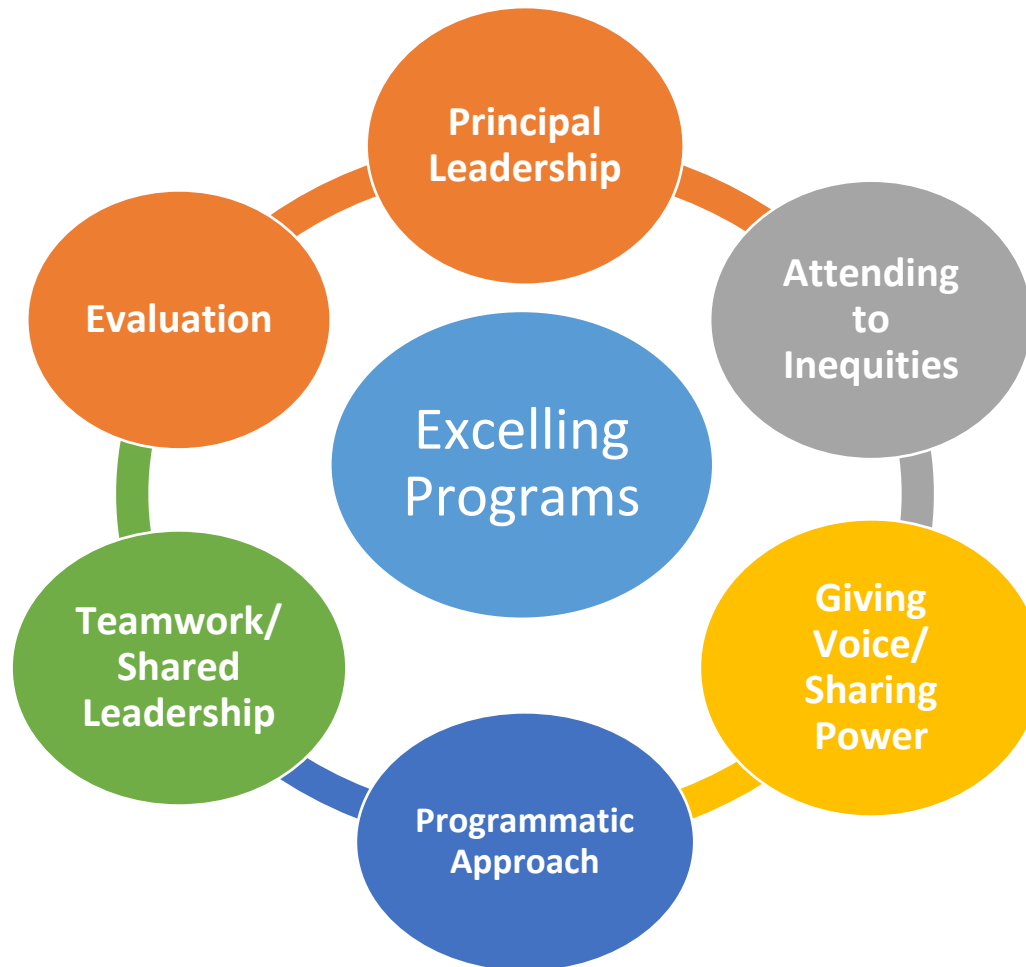 Principal
Leadership
Attending
to
Inequities
Evaluation
Excelling
Programs
Giving
Voice/
Sharing
Power
Teamwork/
Shared
Leadership
Programmatic
Approach